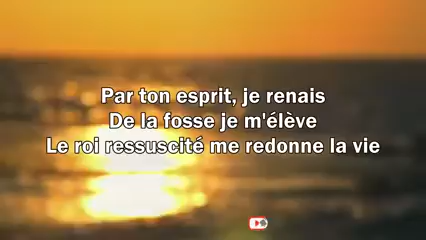 Par ton esprit, je renais
De la fosse je m'élève
Le roi ressuscité me redonne la vie